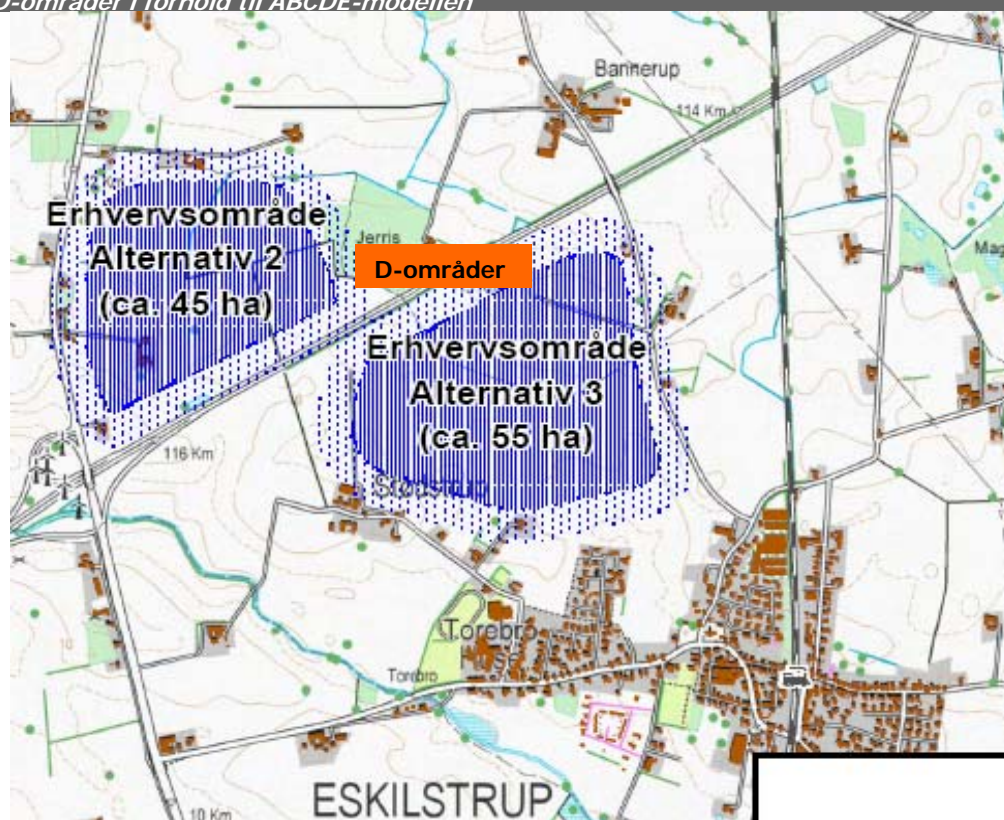 D-områder i forhold til ABCDE-modellen
Bannerup
114 Km
Erhvervsområde
Alternativ 2
(ca. 45 ha)
Jerris
D-områder
Mag
Erhvervsområde
Alternativ 3
(ca. 55 ha)
116 Km
Torebro
Torebro
ESKILSTRUP
10 Km